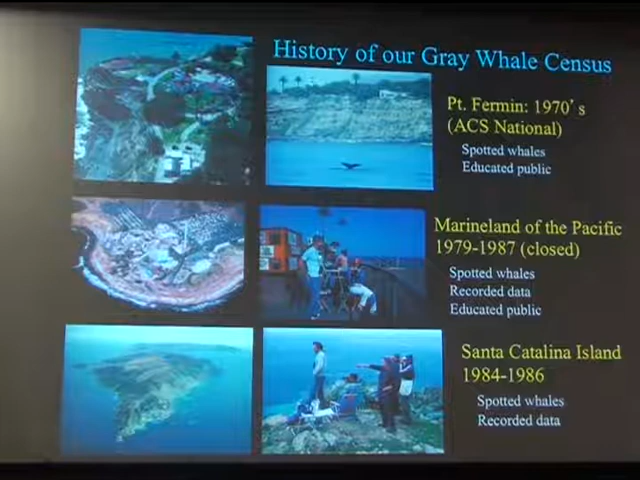 History of our Gray Whale Census
Pt. Fermin: 1970's
(ACS National)
Spotted whales
Educated public
Marineland of the Pacific
1979-1987 (closed)
Spotted whales
Recorded data
Educated public
Santa Catalina Island
1984-1986
Spotted whales
Recorded data